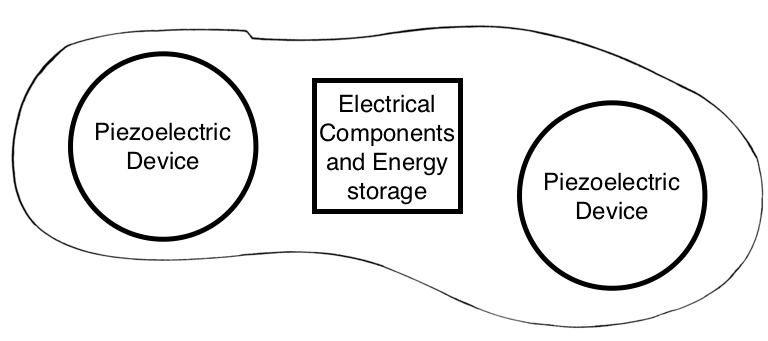 Piezoelectric
Device
Electrical
Components
and Energy
storage
Piezoelectric
Device